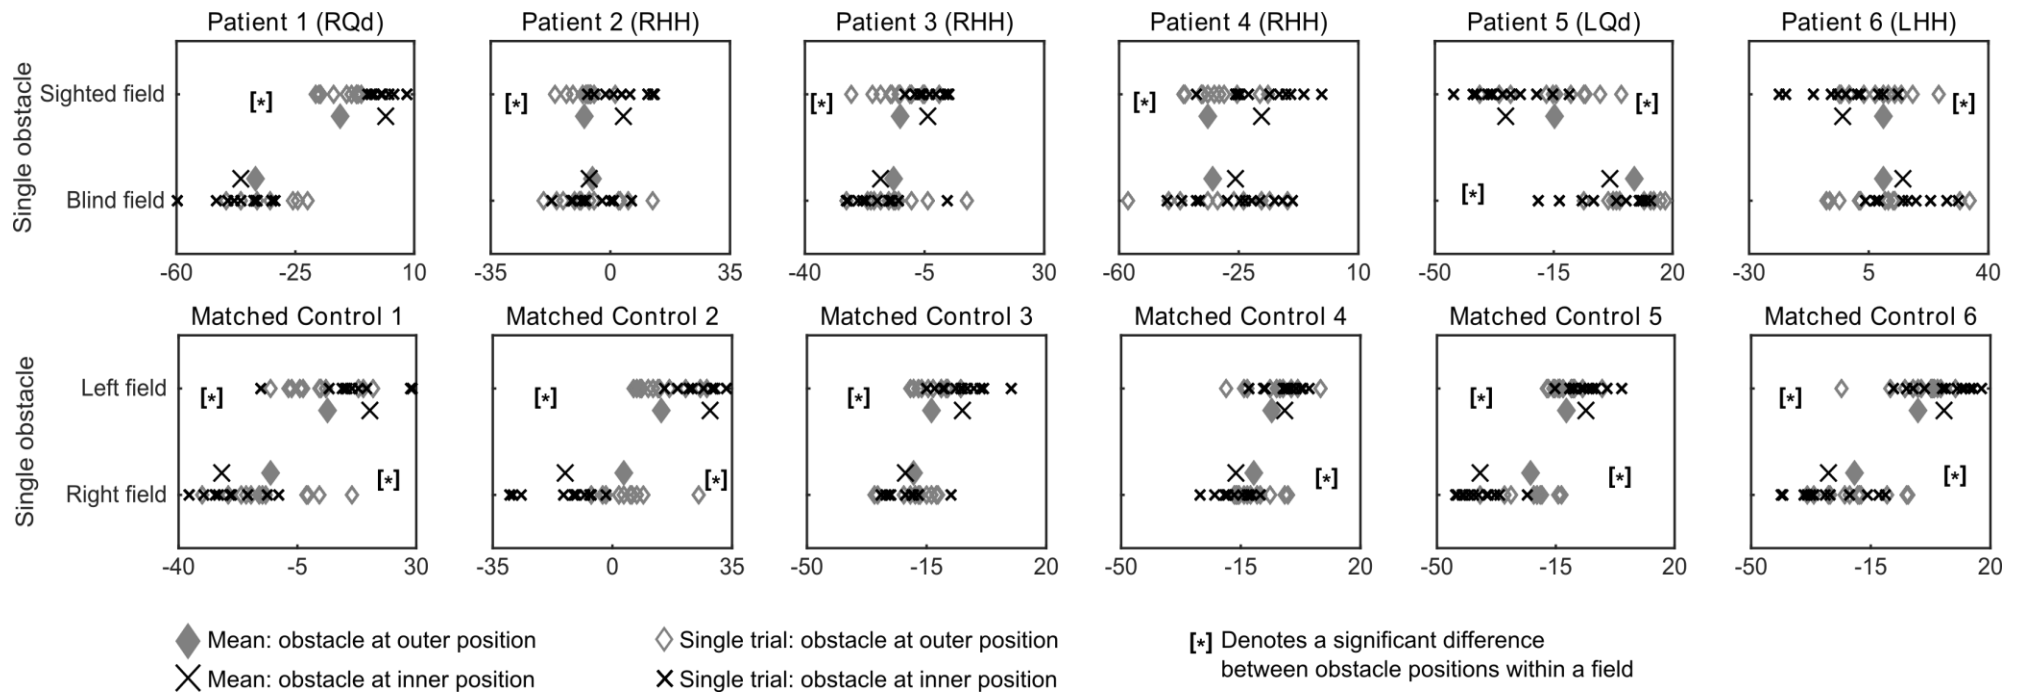 Patient 1 (RQd) Patient 2 (RHH) Patient 3 (RHH) Patient 4 (RHH) Patient 5 (LQd) Patient 6 (LHH)
Single obstacle
Sighted field
[*] [*] [*] [*] [*] [*]
Blind field
[*]
-60 -25 10 -35 0 35 -40 -5 30 -60 -25 10 -50 -15 20 -30 5 40
Matched Control 1 Matched Control 2 Matched Control 3 Matched Control 4 Matched Control 5 Matched Control 6
Single obstacle
Left field
[*] [*] [*] [*] [*]
Right field
[*] [*] [*] [*] [*]
-40 -5 30 -35 0 35 -50 -15 20 -50 -15 20 -50 -15 20 -50 -15 20
Mean: obstacle at outer position Single trial: obstacle at outer position [*] Denotes a significant difference
between obstacle positions within a field
Mean: obstacle at inner position Single trial: obstacle at inner position